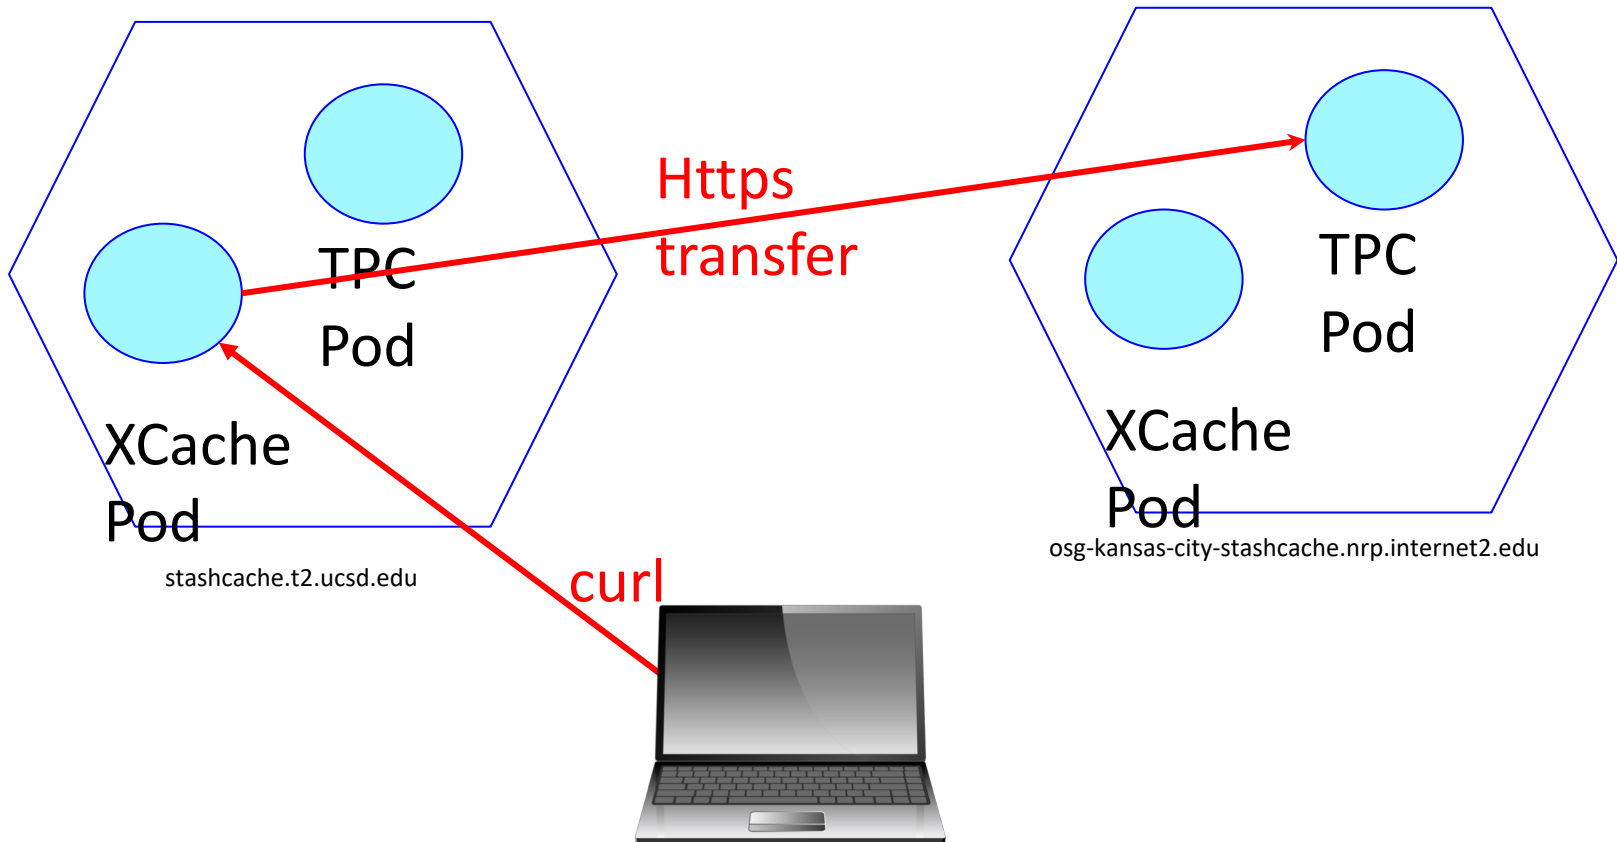 TPC
Pod
XCache
Pod
stashcache.t2.ucsd.edu
Https
transfer
curl
TPC
Pod
XCache
Pod
osg-kansas-city-stashcache.nrp.internet2.edu